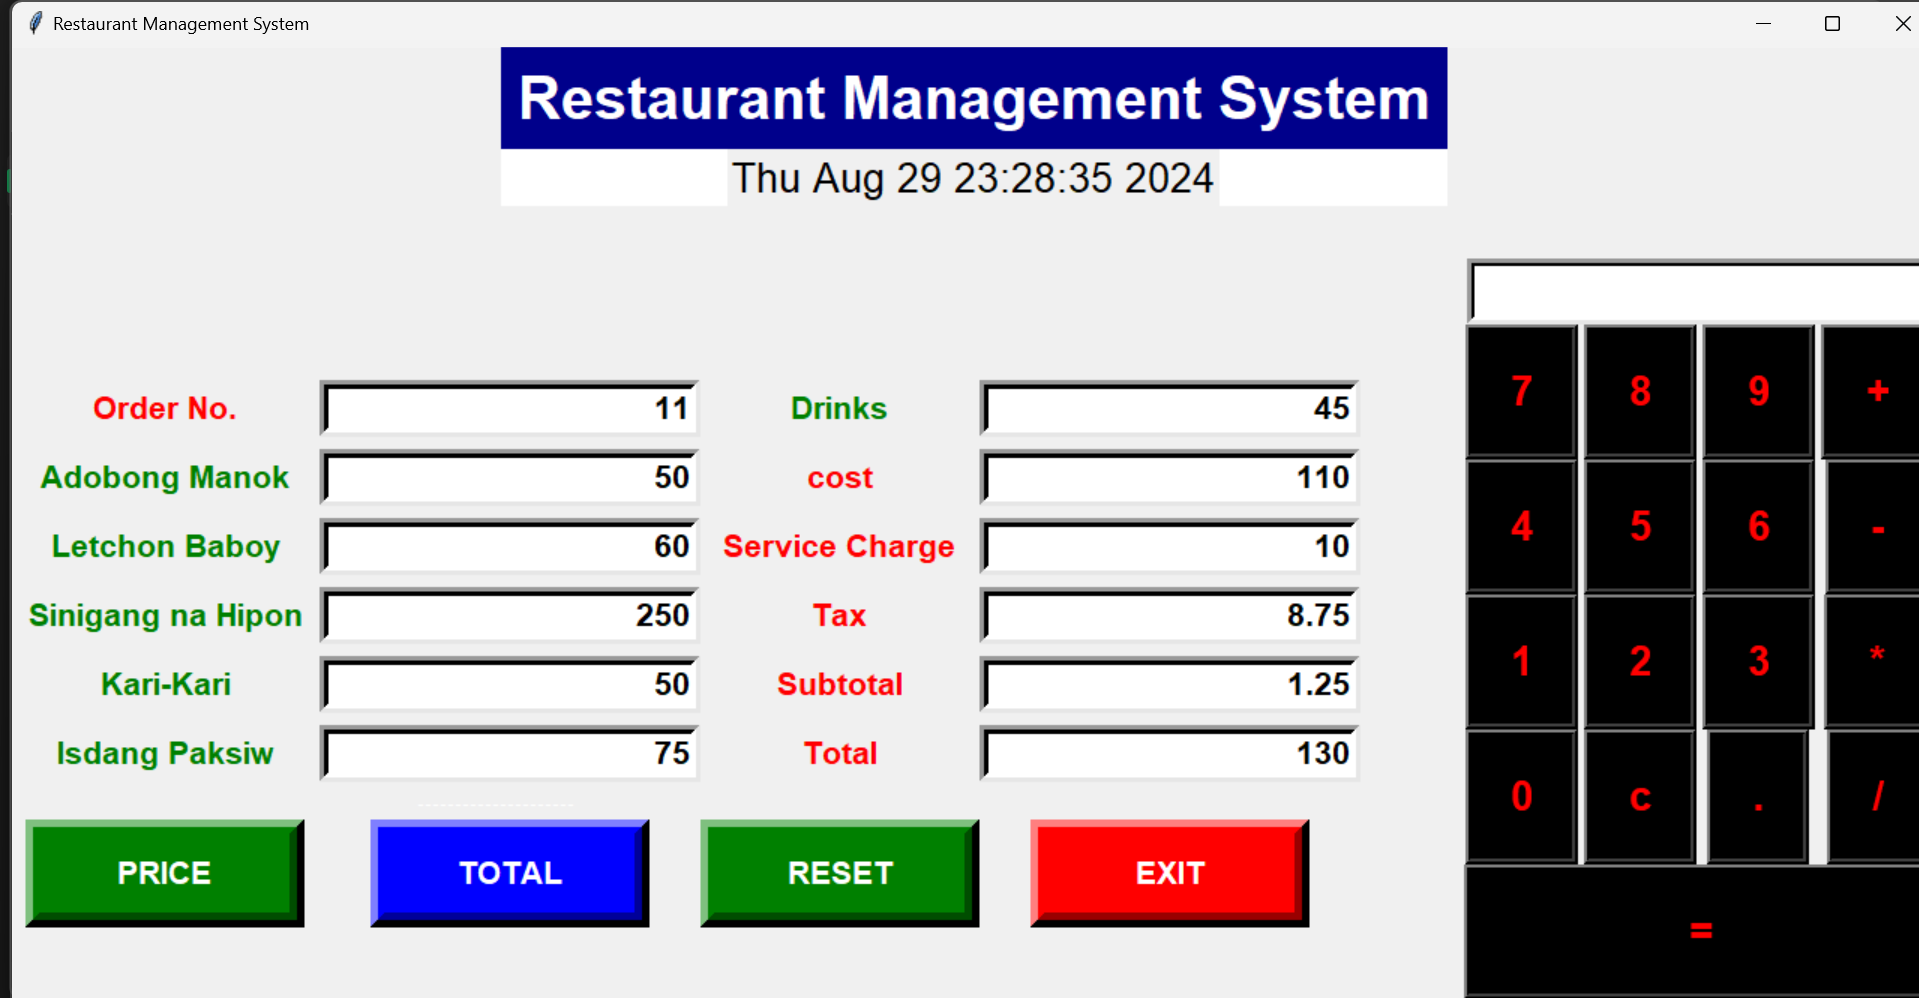 Restaurant Management System
Restaurant Management System
Thu Aug 29 23:28:35 2024
Order No. 11 Drinks 45
Adobong Manok 50 cost 110
Letchon Baboy 60 Service Charge 10
Sinigang na Hipon 250 Tax 8.75
Kari-Kari 50 Subtotal 1.25
Isdang Paksiw 75 Total 130
PRICE TOTAL RESET EXIT
7 8 9 +
4 5 6 -
1 2 3 *
0 c . /
=